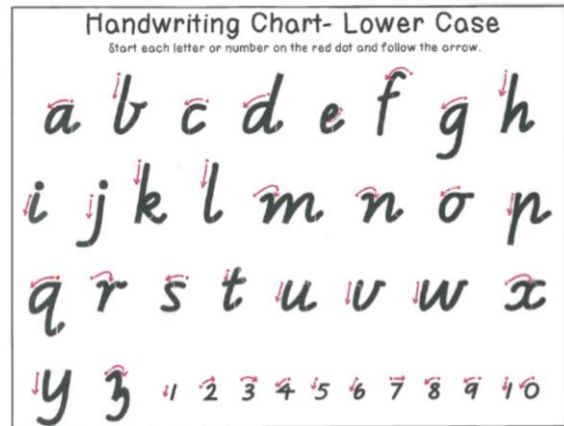 Handwriting Chart- Lower Case
Start each letter or number on the red dot and follow the arrow.
a b c d e f g h
i j k l m n o p
q r s t u v w x
y z 1 2 3 4 5 6 7 8 9 10